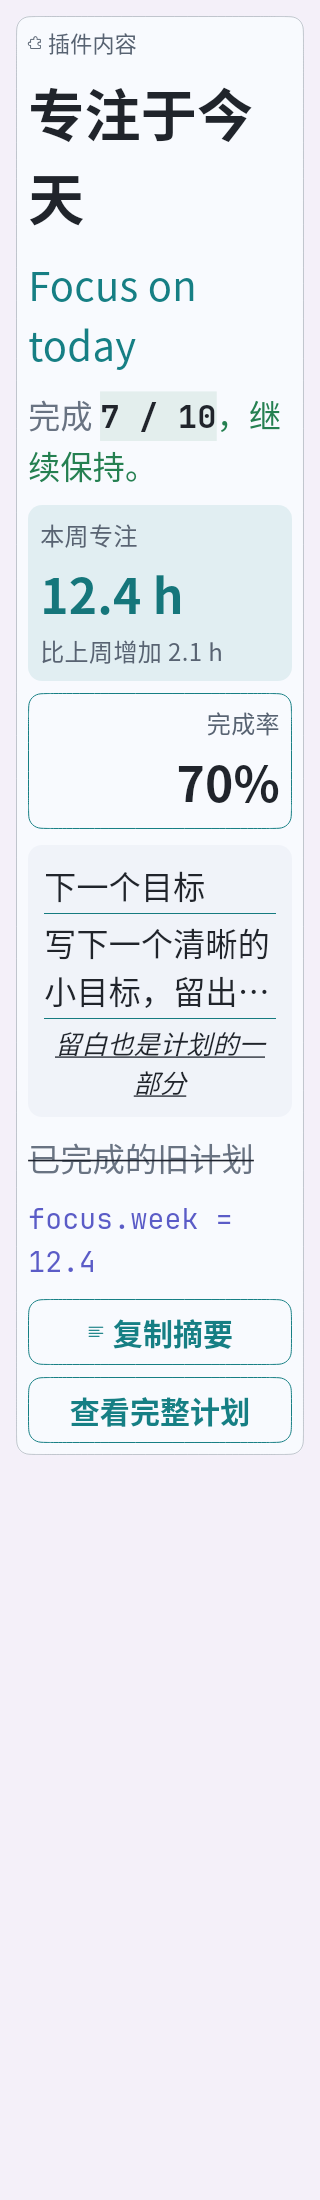 插件内容
专注于今
天
Focus on
today
完成 7 / 10，继
续保持。
本周专注
12.4 h
比上周增加 2.1 h
完成率
70%
下一个目标
写下一个清晰的
小目标，留出…
留白也是计划的一
部分
已完成的旧计划
focus.week =
12.4
复制摘要
查看完整计划